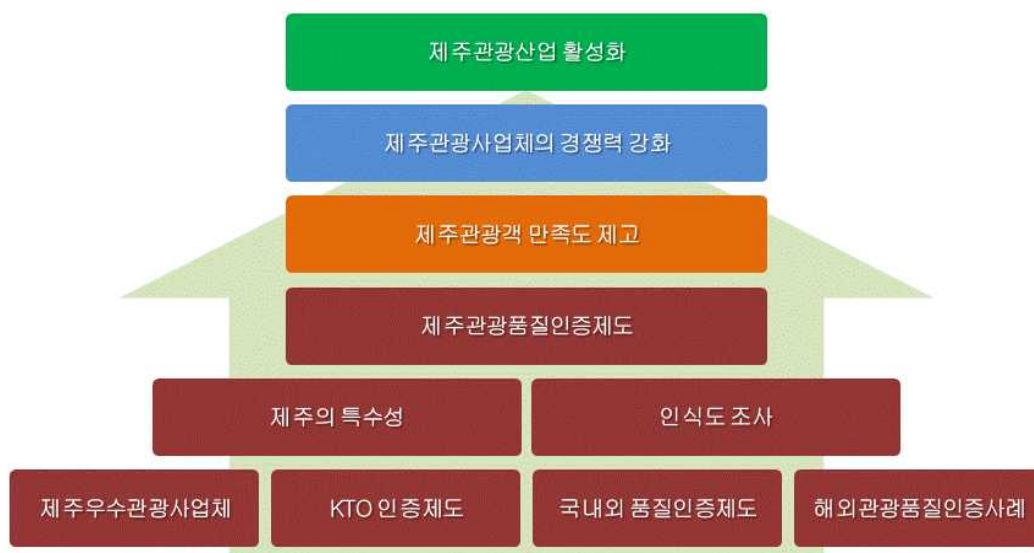 제주관광산업 활성화
제주관광사업체의 경쟁력 강화
제주관광객 만족도 제고
제주관광품질인증제도
제주의 특수성
인식도 조사
제주우수관광사업체
KTO 인증제도
국내외 품질인증제도
해외관광품질인증사례